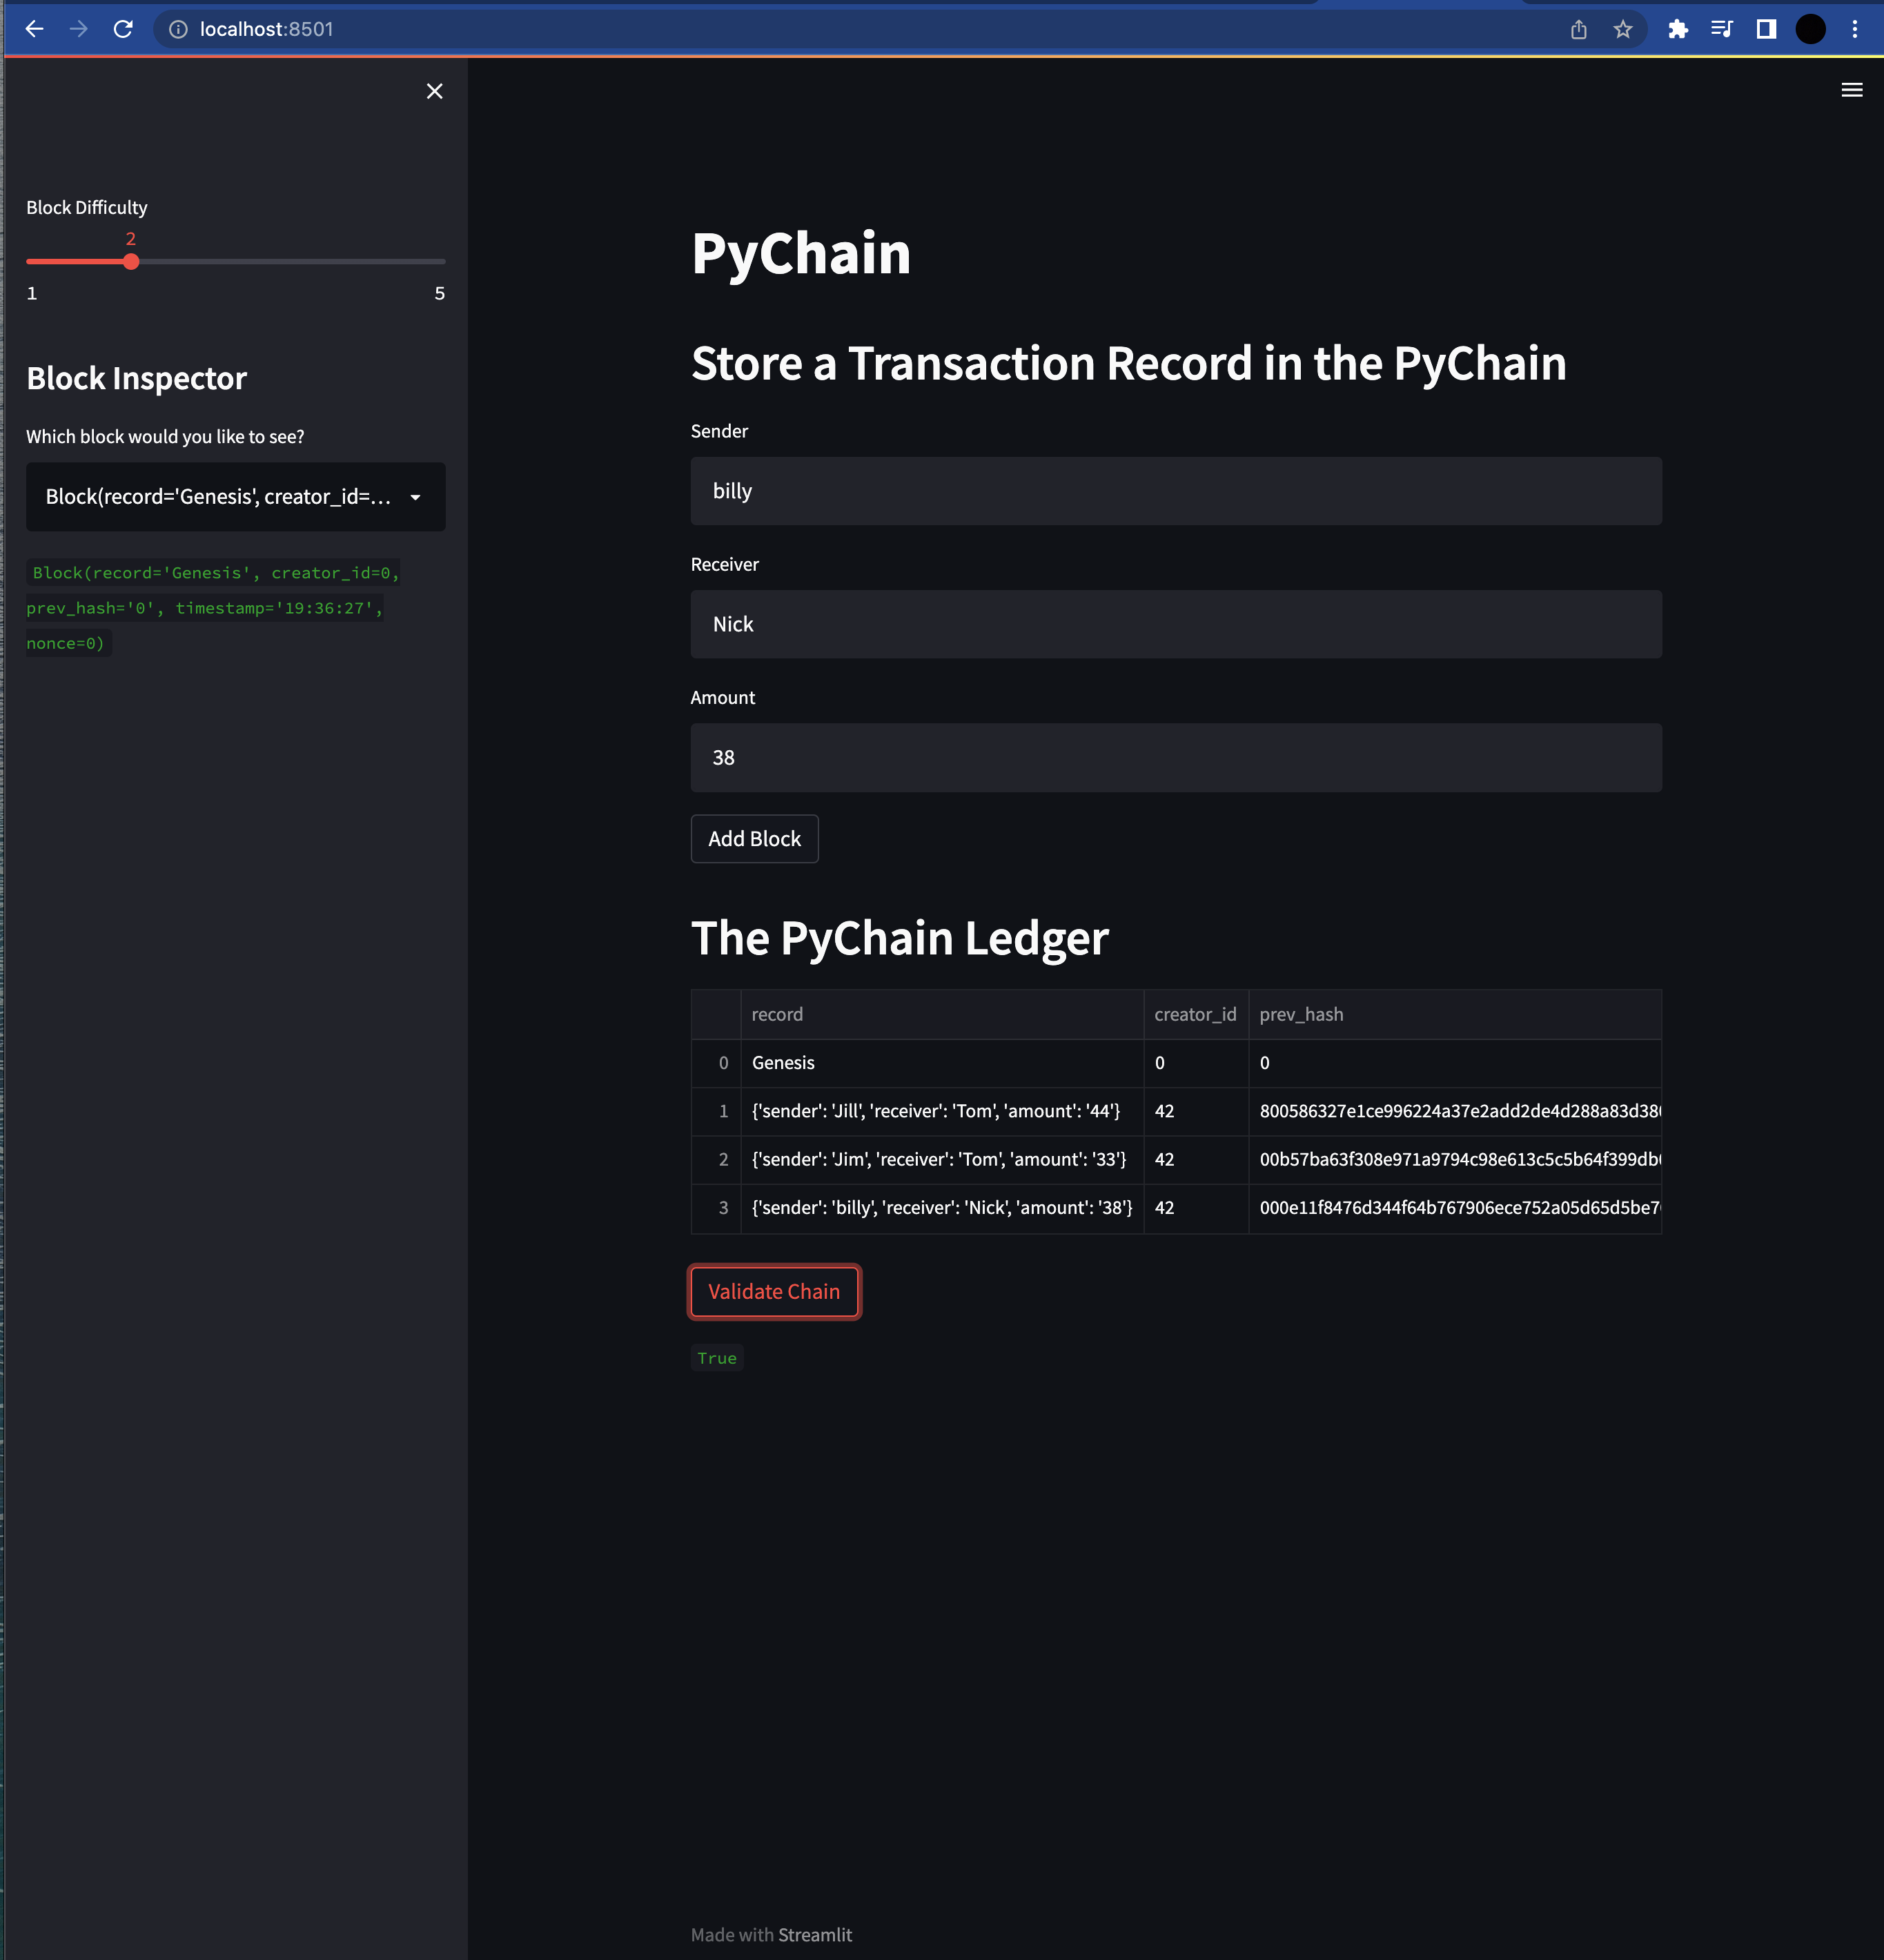 localhost:8501
Block Difficulty
2
1 5
Block Inspector
Which block would you like to see?
Block(record='Genesis', creator_id=...
Block(record='Genesis', creator_id=0,
prev_hash='0', timestamp='19:36:27',
nonce=0)
PyChain
Store a Transaction Record in the PyChain
Sender
billy
Receiver
Nick
Amount
38
Add Block
The PyChain Ledger
record creator_id prev_hash
0 Genesis 0 0
1 {'sender': 'Jill', 'receiver': 'Tom', 'amount': '44'} 42 800586327e1ce996224a37e2add2de4d288a83d38
2 {'sender': 'Jim', 'receiver': 'Tom', 'amount': '33'} 42 00b57ba63f308e971a9794c98e613c5c5b64f399db
3 {'sender': 'billy', 'receiver': 'Nick', 'amount': '38'} 42 000e11f8476d344f64b767906ece752a05d65d5be7
Validate Chain
True
Made with Streamlit